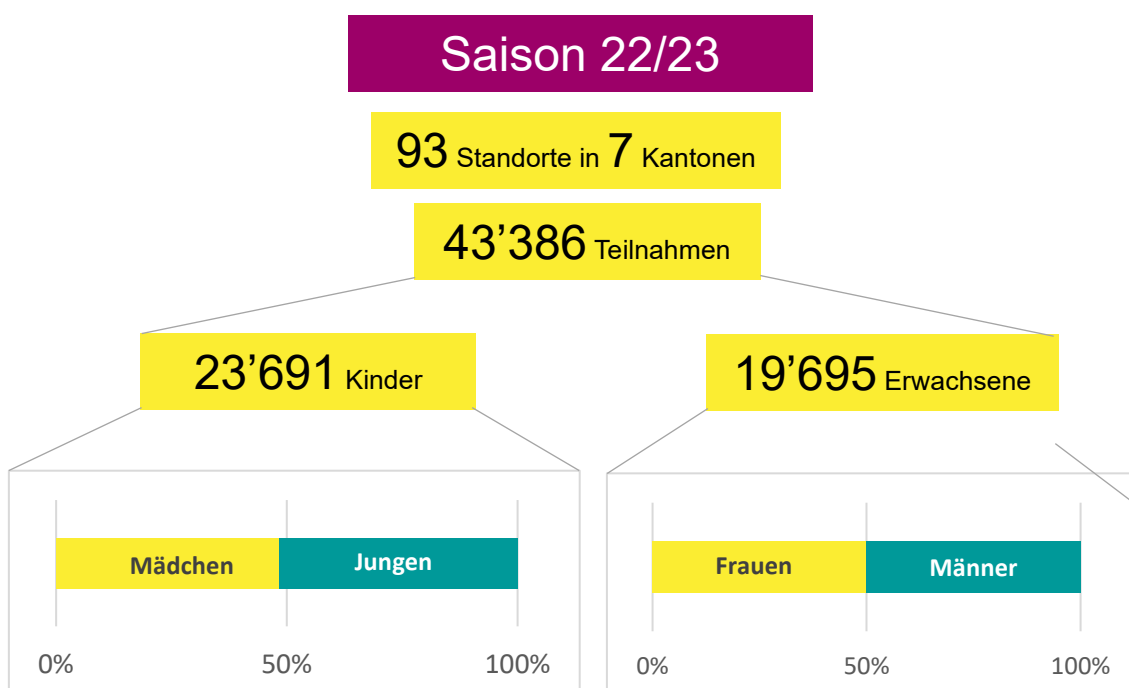 Saison 22/23
93 Standorte in 7 Kantonen
43’386 Teilnahmen
23’691 Kinder
19’695 Erwachsene
Mädchen Jungen
0% 50% 100%
Frauen Männer
0% 50% 100%